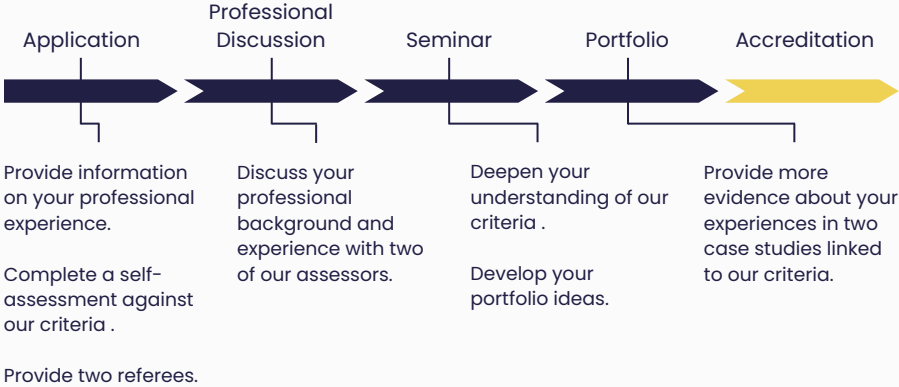 Application
Professional
Discussion
Seminar
Portfolio
Accreditation
Provide information
on your professional
experience.
Complete a self-
assessment against
our criteria .
Provide two referees.
Discuss your
professional
background and
experience with two
of our assessors.
Deepen your
understanding of our
criteria .
Develop your
portfolio ideas.
Provide more
evidence about your
experiences in two
case studies linked
to our criteria.